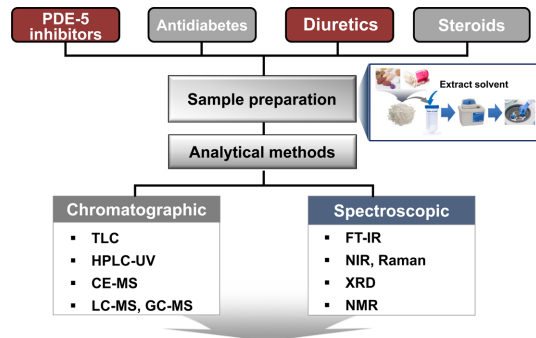 PDE-5
inhibitors
Antidiabetes
Diuretics
Steroids
Sample preparation
Extract solvent
Analytical methods
Chromatographic
▪ TLC
▪ HPLC-UV
▪ CE-MS
▪ LC-MS, GC-MS
Spectroscopic
▪ FT-IR
▪ NIR, Raman
▪ XRD
▪ NMR